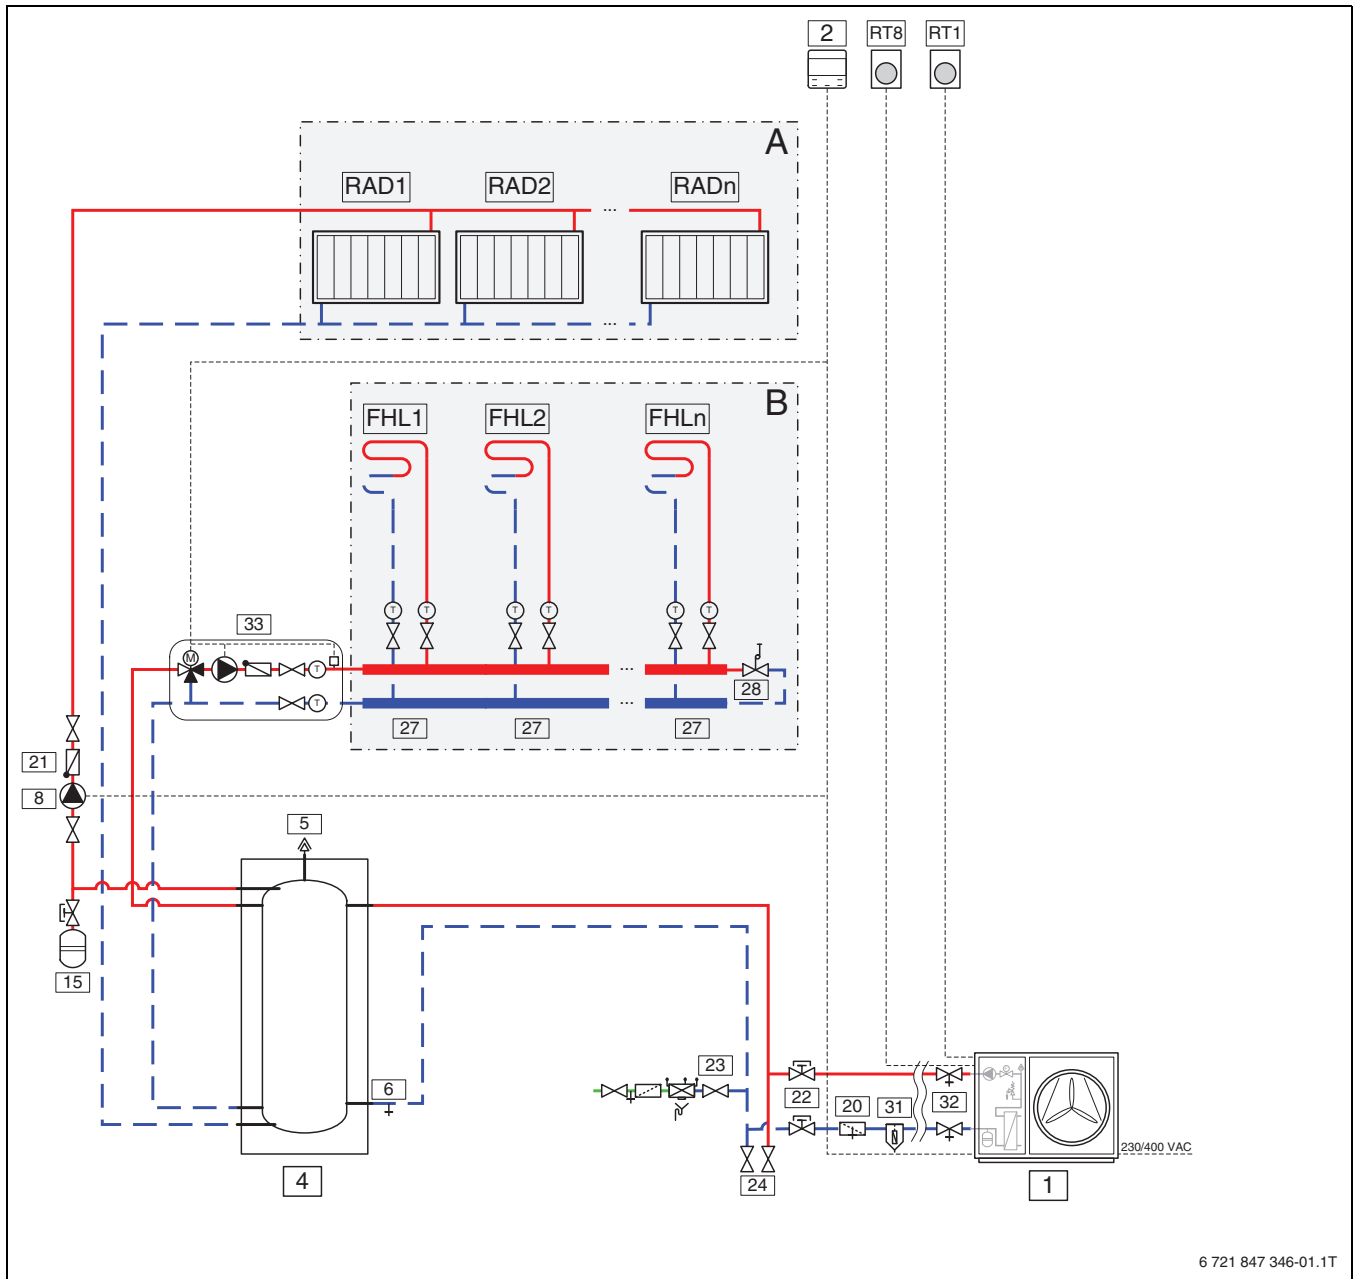 2 RT8 RT1
A
RAD1 RAD2 RADn
...
...
B
FHL1 FHL2 FHLn
T T T T T T
33
M
T
...
28
T
...
27 27 27
21
8
5
15
6
23
22 20 31 32
230/400 VAC
4 24 1
6 721 847 346-01.1T